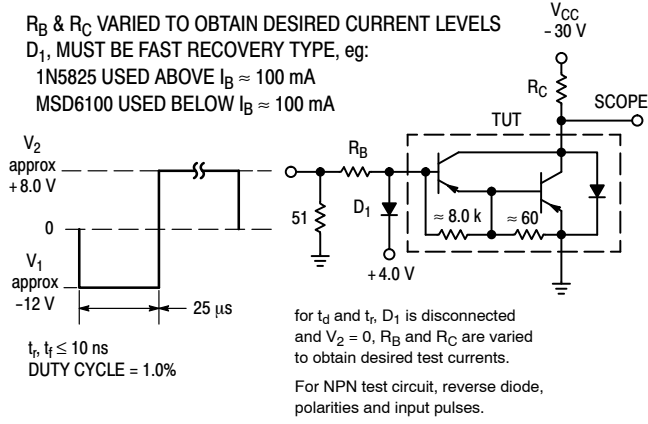 R_B & R_C VARIED TO OBTAIN DESIRED CURRENT LEVELS
D_1, MUST BE FAST RECOVERY TYPE, eg:
1N5825 USED ABOVE I_B ≈ 100 mA
MSD6100 USED BELOW I_B ≈ 100 mA
V_CC
- 30 V
R_C
SCOPE
TUT
V_2
approx
+ 8.0 V
0
V_1
approx
-12 V
25 μs
t_r, t_f ≤ 10 ns
DUTY CYCLE = 1.0%
R_B
51
D_1
+ 4.0 V
≈ 8.0 k
≈ 60
for t_d and t_r, D_1 is disconnected
and V_2 = 0, R_B and R_C are varied
to obtain desired test currents.
For NPN test circuit, reverse diode,
polarities and input pulses.